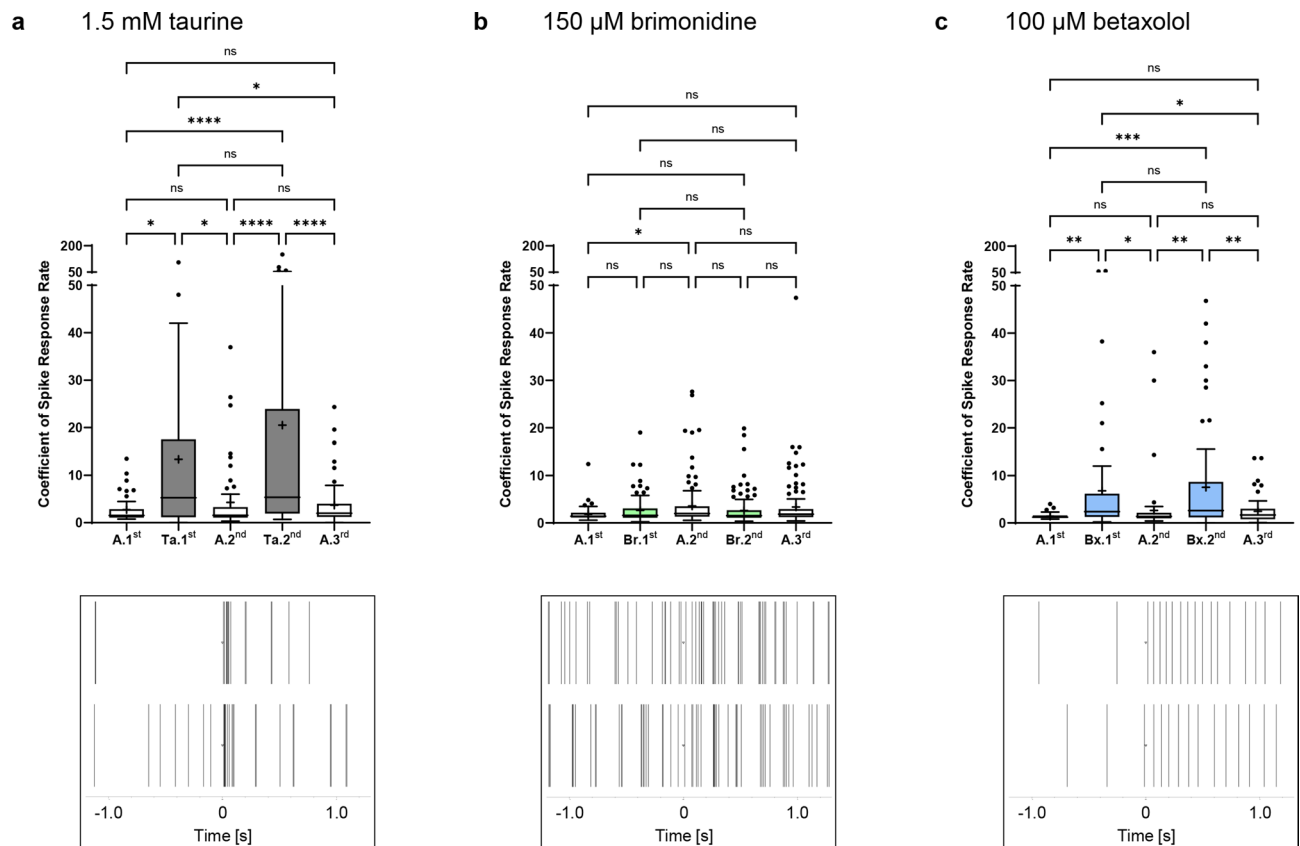 a 1.5 mM taurine
ns
*
****
ns
ns ns
* * **** ****
200
50
50
40
30
20
10
0
Coefficient of Spike Response Rate
A.1st Ta.1st A.2nd Ta.2nd A.3rd
-1.0 0 1.0
Time [s]
b 150 µM brimonidine
ns
ns
ns
ns
* ns
ns ns ns ns
200
50
50
40
30
20
10
0
Coefficient of Spike Response Rate
A.1st Br.1st A.2nd Br.2nd A.3rd
-1.0 0 1.0
Time [s]
c 100 µM betaxolol
ns
*
***
ns
ns ns
** * ** **
200
50
50
40
30
20
10
0
Coefficient of Spike Response Rate
A.1st Bx.1st A.2nd Bx.2nd A.3rd
-1.0 0 1.0
Time [s]